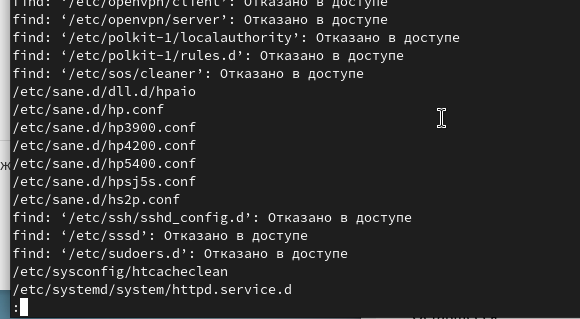 find: ‘/etc/openvpn/client’: Отказано в доступе
find: ‘/etc/openvpn/server’: Отказано в доступе
find: ‘/etc/polkit-1/localauthority’: Отказано в доступе
find: ‘/etc/polkit-1/rules.d’: Отказано в доступе
find: ‘/etc/sos/cleaner’: Отказано в доступе
/etc/sane.d/dll.d/hpaio
/etc/sane.d/hp.conf
/etc/sane.d/hp3900.conf
/etc/sane.d/hp4200.conf
/etc/sane.d/hp5400.conf
/etc/sane.d/hpsj5s.conf
/etc/sane.d/hs2p.conf
find: ‘/etc/ssh/sshd_config.d’: Отказано в доступе
find: ‘/etc/sssd’: Отказано в доступе
find: ‘/etc/sudoers.d’: Отказано в доступе
/etc/sysconfig/htcacheclean
/etc/systemd/system/httpd.service.d
: